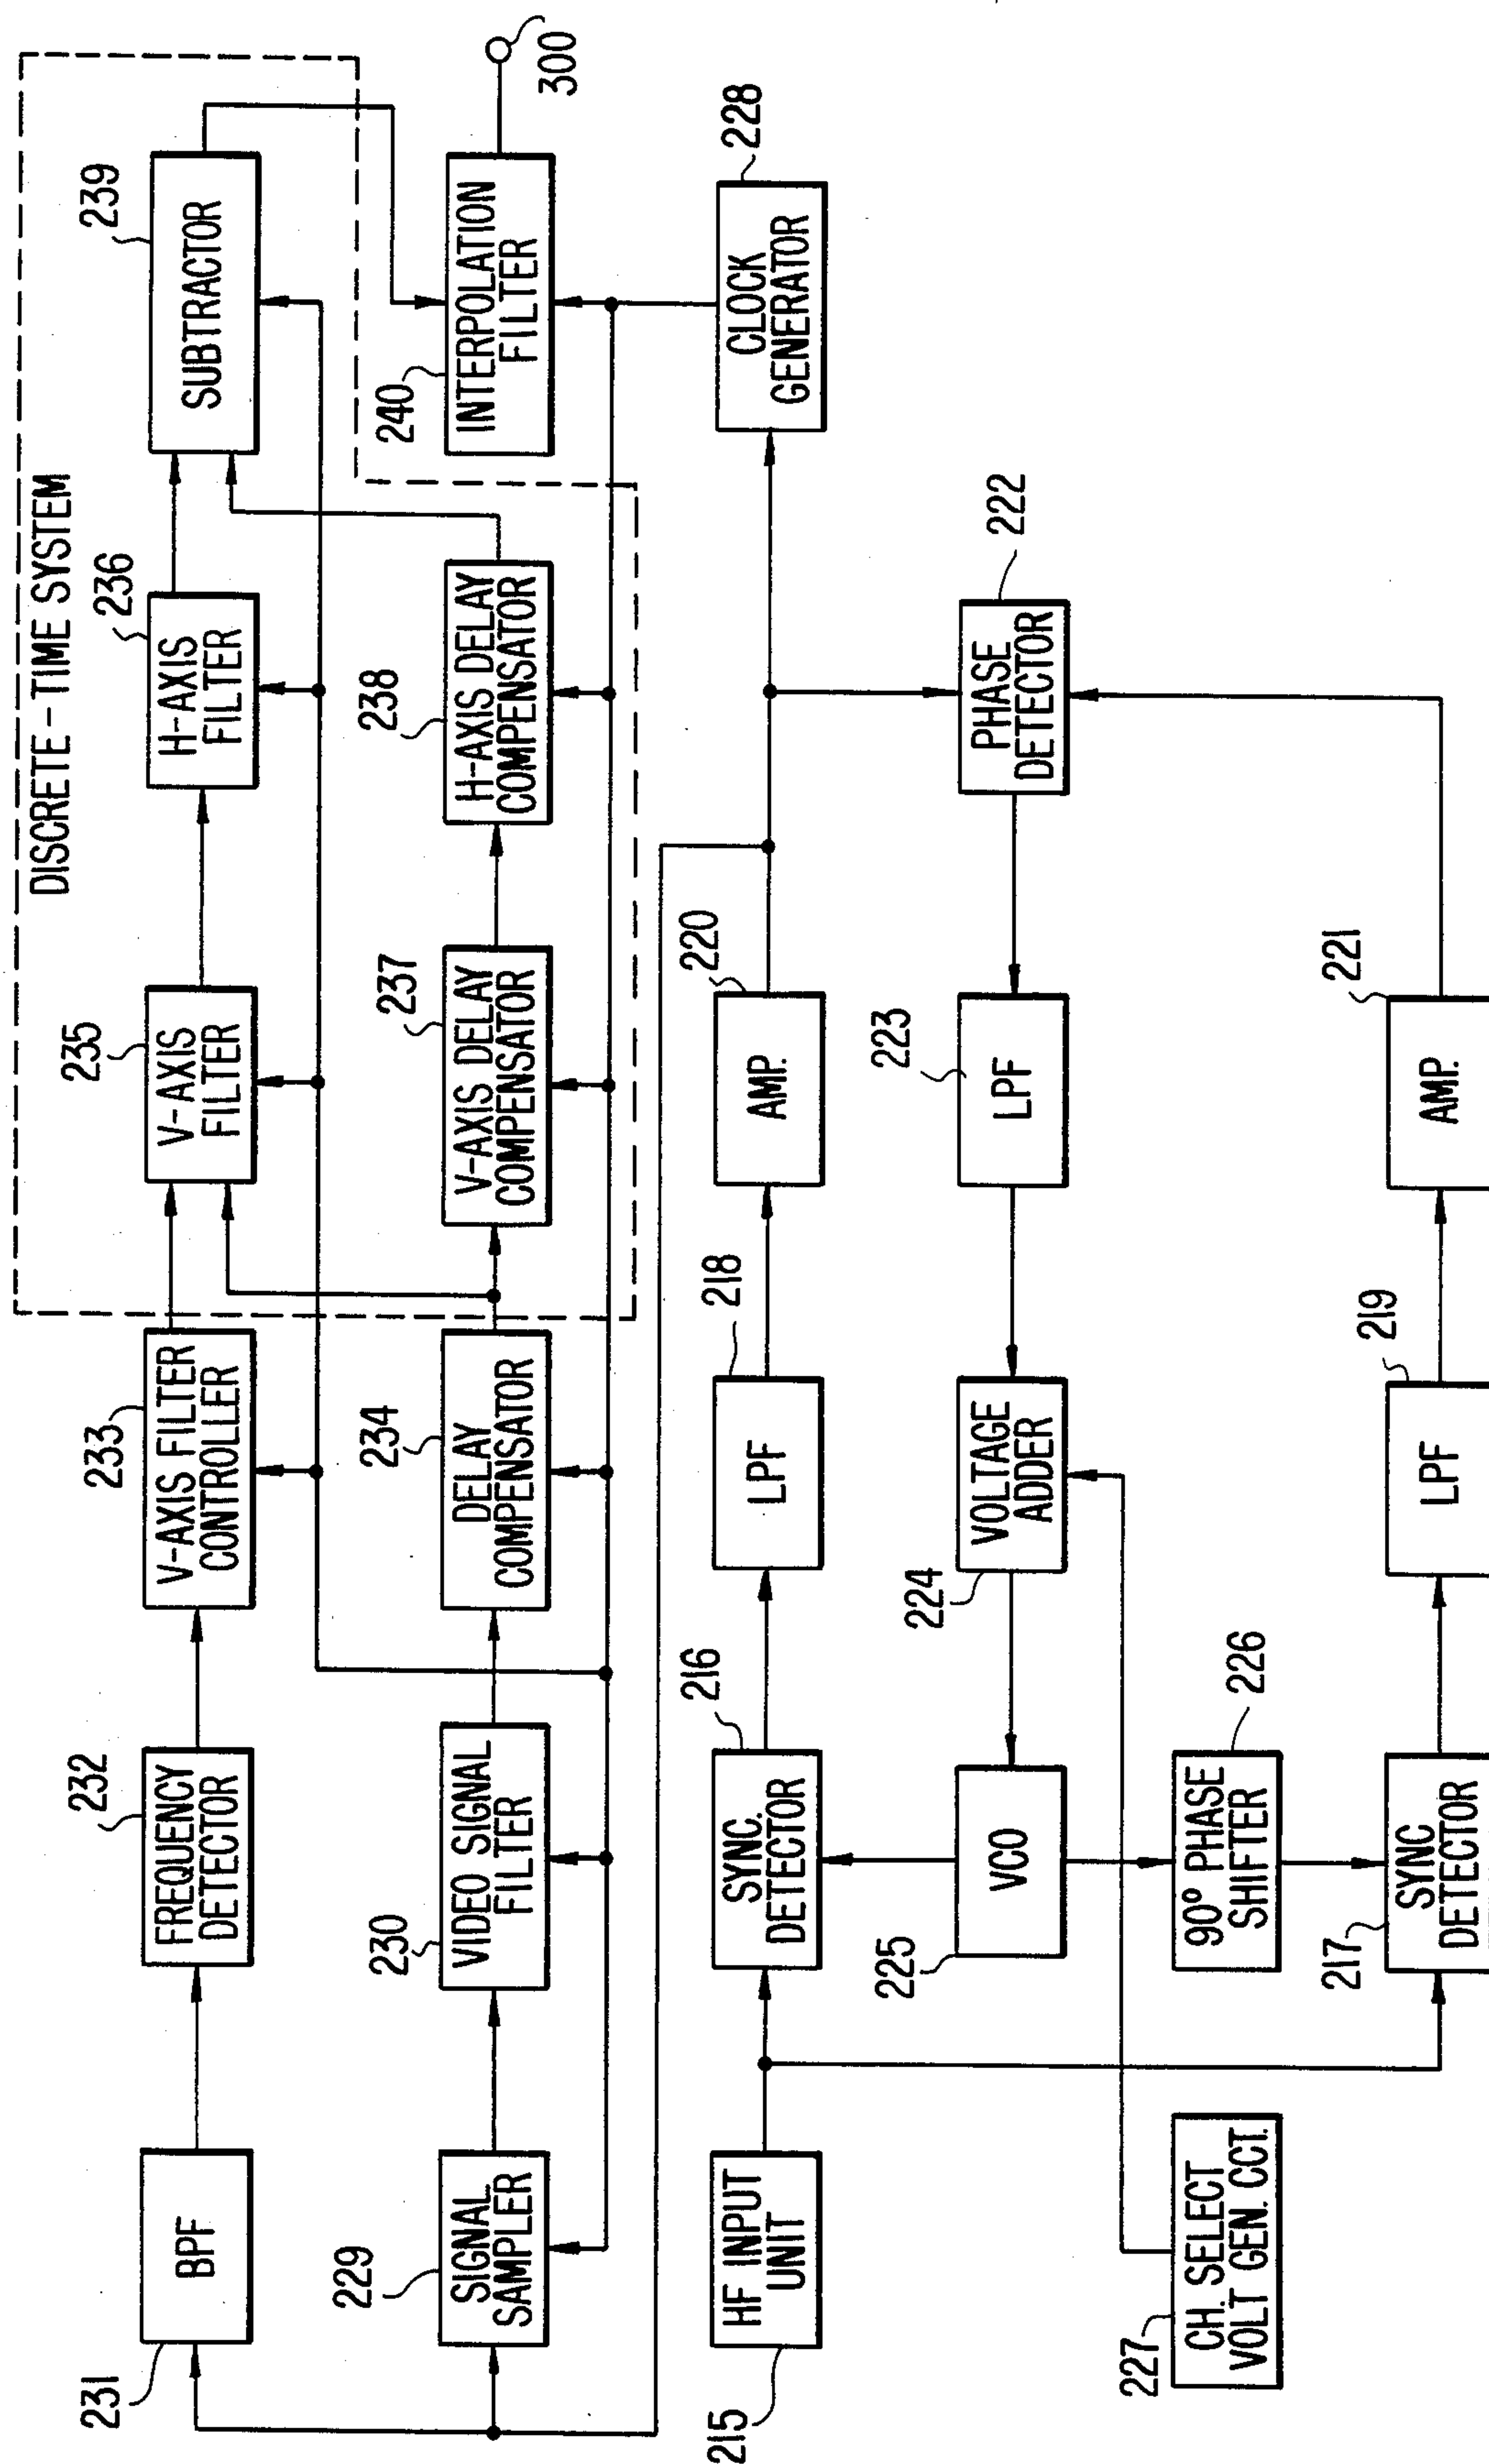 DISCRETE-TIME SYSTEM
231
BPF
232
FREQUENCY
DETECTOR
233
V-AXIS FILTER
CONTROLLER
235
V-AXIS
FILTER
236
H-AXIS
FILTER
239
SUBTRACTOR
229
SIGNAL
SAMPLER
230
VIDEO SIGNAL
FILTER
234
DELAY
COMPENSATOR
237
V-AXIS DELAY
COMPENSATOR
238
H-AXIS DELAY
COMPENSATOR
240
INTERPOLATION
FILTER
300
215
HF INPUT
UNIT
216
SYNC.
DETECTOR
218
LPF
220
AMP.
228
CLOCK
GENERATOR
225
VCO
224
VOLTAGE
ADDER
223
LPF
222
PHASE
DETECTOR
227
CH. SELECT
VOLT GEN. CCT.
226
90° PHASE
SHIFTER
217
SYNC
DETECTOR
219
LPF
221
AMP.